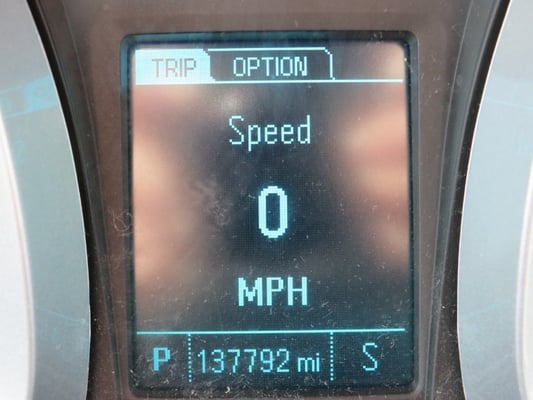 TRIP OPTION
Speed
0
MPH
P 137792 mi S